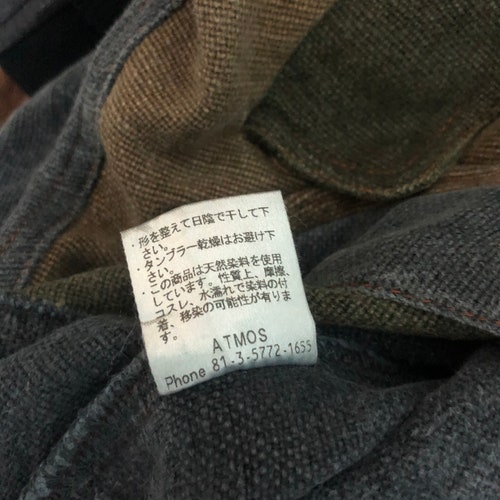 ・形を整えて日陰で干して下
さい。
・タンブラー乾燥はお避け下
さい。
・この商品は天然染料を使用
しています。性質上、摩擦、
コスレ、水濡れで染料の付
着、移染の可能性が有りま
す。
ATMOS
Phone 81-3-5772-1655